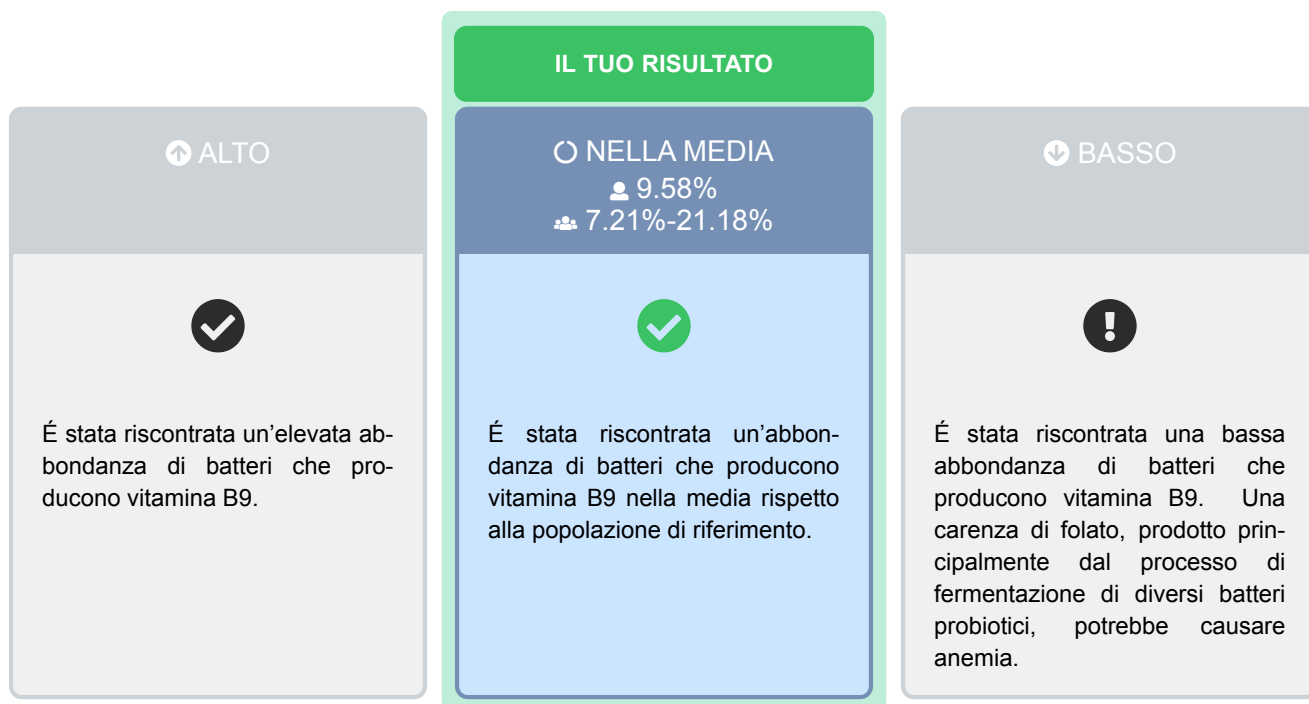 IL TUO RISULTATO
ALTO
É stata riscontrata un’elevata ab-
bondanza di batteri che pro-
ducono vitamina B9.
NELLA MEDIA
9.58%
7.21%-21.18%
É stata riscontrata un’abbon-
danza di batteri che producono
vitamina B9 nella media rispetto
alla popolazione di riferimento.
BASSO
É stata riscontrata una bassa
abbondanza di batteri che
producono vitamina B9. Una
carenza di folato, prodotto prin-
cipalmente dal processo di
fermentazione di diversi batteri
probiotici, potrebbe causare
anemia.